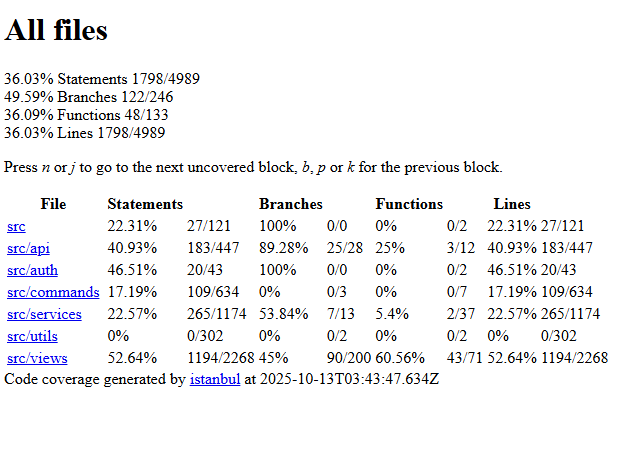 All files
36.03% Statements 1798/4989
49.59% Branches 122/246
36.09% Functions 48/133
36.03% Lines 1798/4989
Press n or j to go to the next uncovered block, b, p or k for the previous block.
File Statements Branches Functions Lines
src 22.31% 27/121 100% 0/0 0% 0/2 22.31% 27/121
src/api 40.93% 183/447 89.28% 25/28 25% 3/12 40.93% 183/447
src/auth 46.51% 20/43 100% 0/0 0% 0/2 46.51% 20/43
src/commands 17.19% 109/634 0% 0/3 0% 0/7 17.19% 109/634
src/services 22.57% 265/1174 53.84% 7/13 5.4% 2/37 22.57% 265/1174
src/utils 0% 0/302 0% 0/2 0% 0/2 0% 0/302
src/views 52.64% 1194/2268 45% 90/200 60.56% 43/71 52.64% 1194/2268
Code coverage generated by istanbul at 2025-10-13T03:43:47.634Z